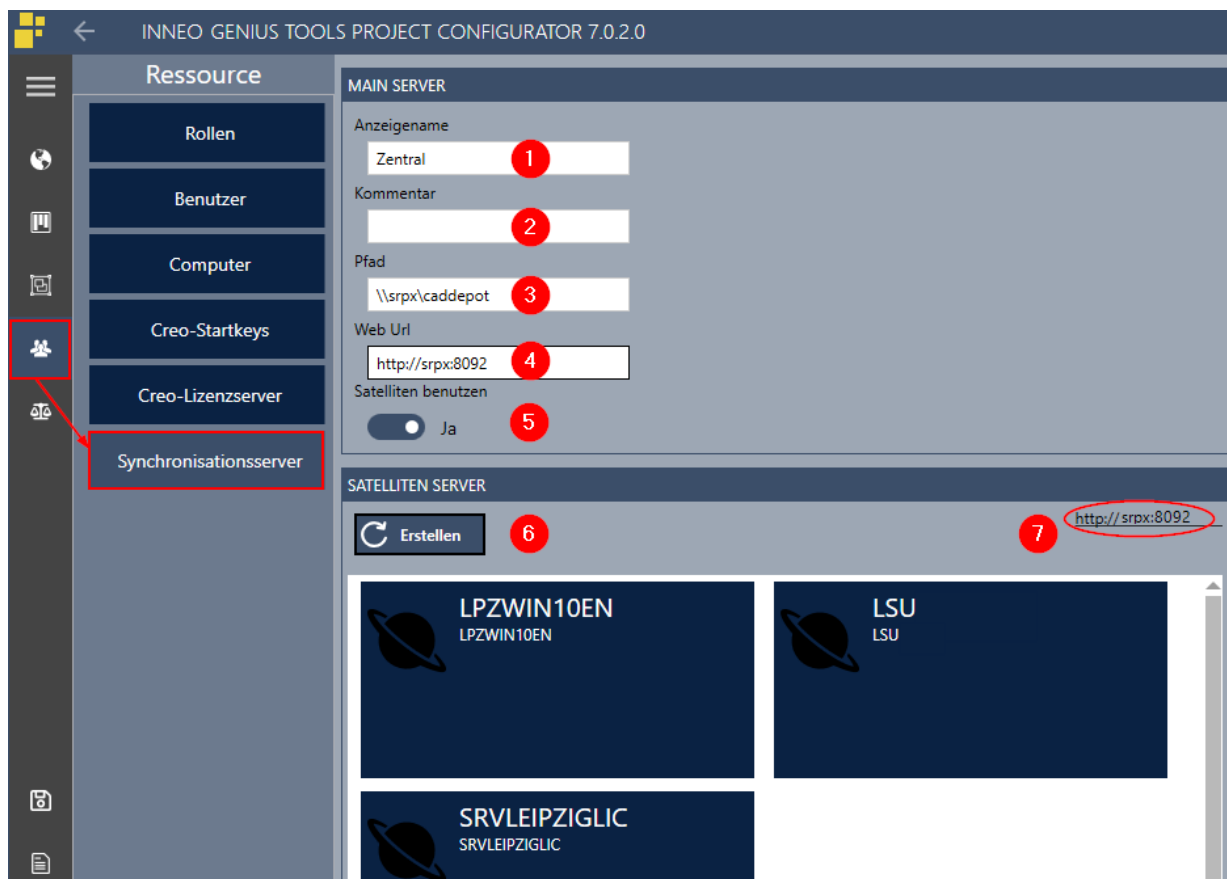 INNEO GENIUS TOOLS PROJECT CONFIGURATOR 7.0.2.0
Ressource
Rollen
Benutzer
Computer
Creo-Startkeys
Creo-Lizenzserver
Synchronisationsserver
MAIN SERVER
Anzeigename
Zentral
1
Kommentar
2
Pfad
\\srpx\caddepot
3
Web Url
http://srpx:8092
4
Satelliten benutzen
Ja
5
SATELLITEN SERVER
Erstellen
6
7
http://srpx:8092
LPZWIN10EN
LPZWIN10EN
LSU
LSU
SRVLEIPZIGLIC
SRVLEIPZIGLIC